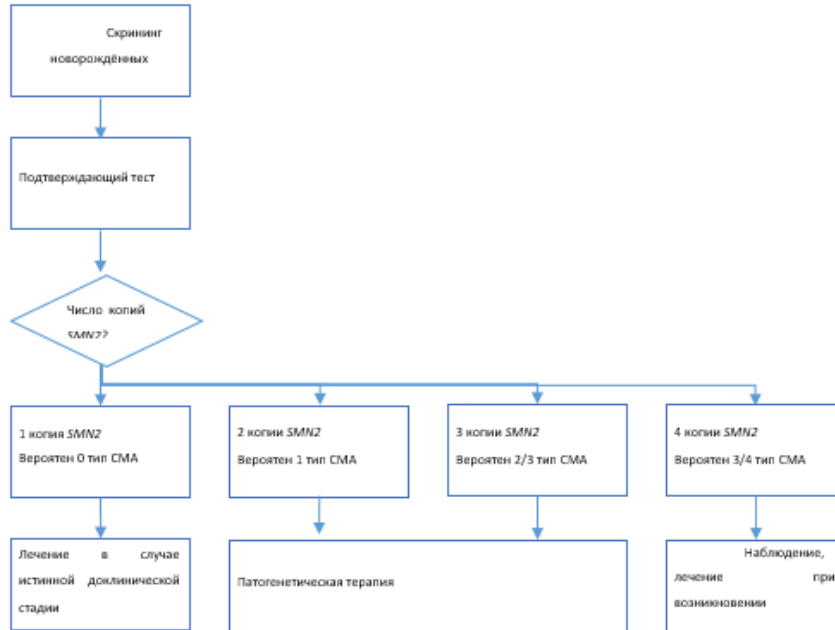 Скрининг
новорождённых
Подтверждающий тест
Число копий
SMN2?
1 копия SMN2
Вероятен 0 тип СМА
2 копии SMN2
Вероятен 1 тип СМА
3 копии SMN2
Вероятен 2/3 тип СМА
4 копии SMN2
Вероятен 3/4 тип СМА
Лечение в случае
истинной доклинической
стадии
Патогенетическая терапия
Наблюдение,
лечение при
возникновении